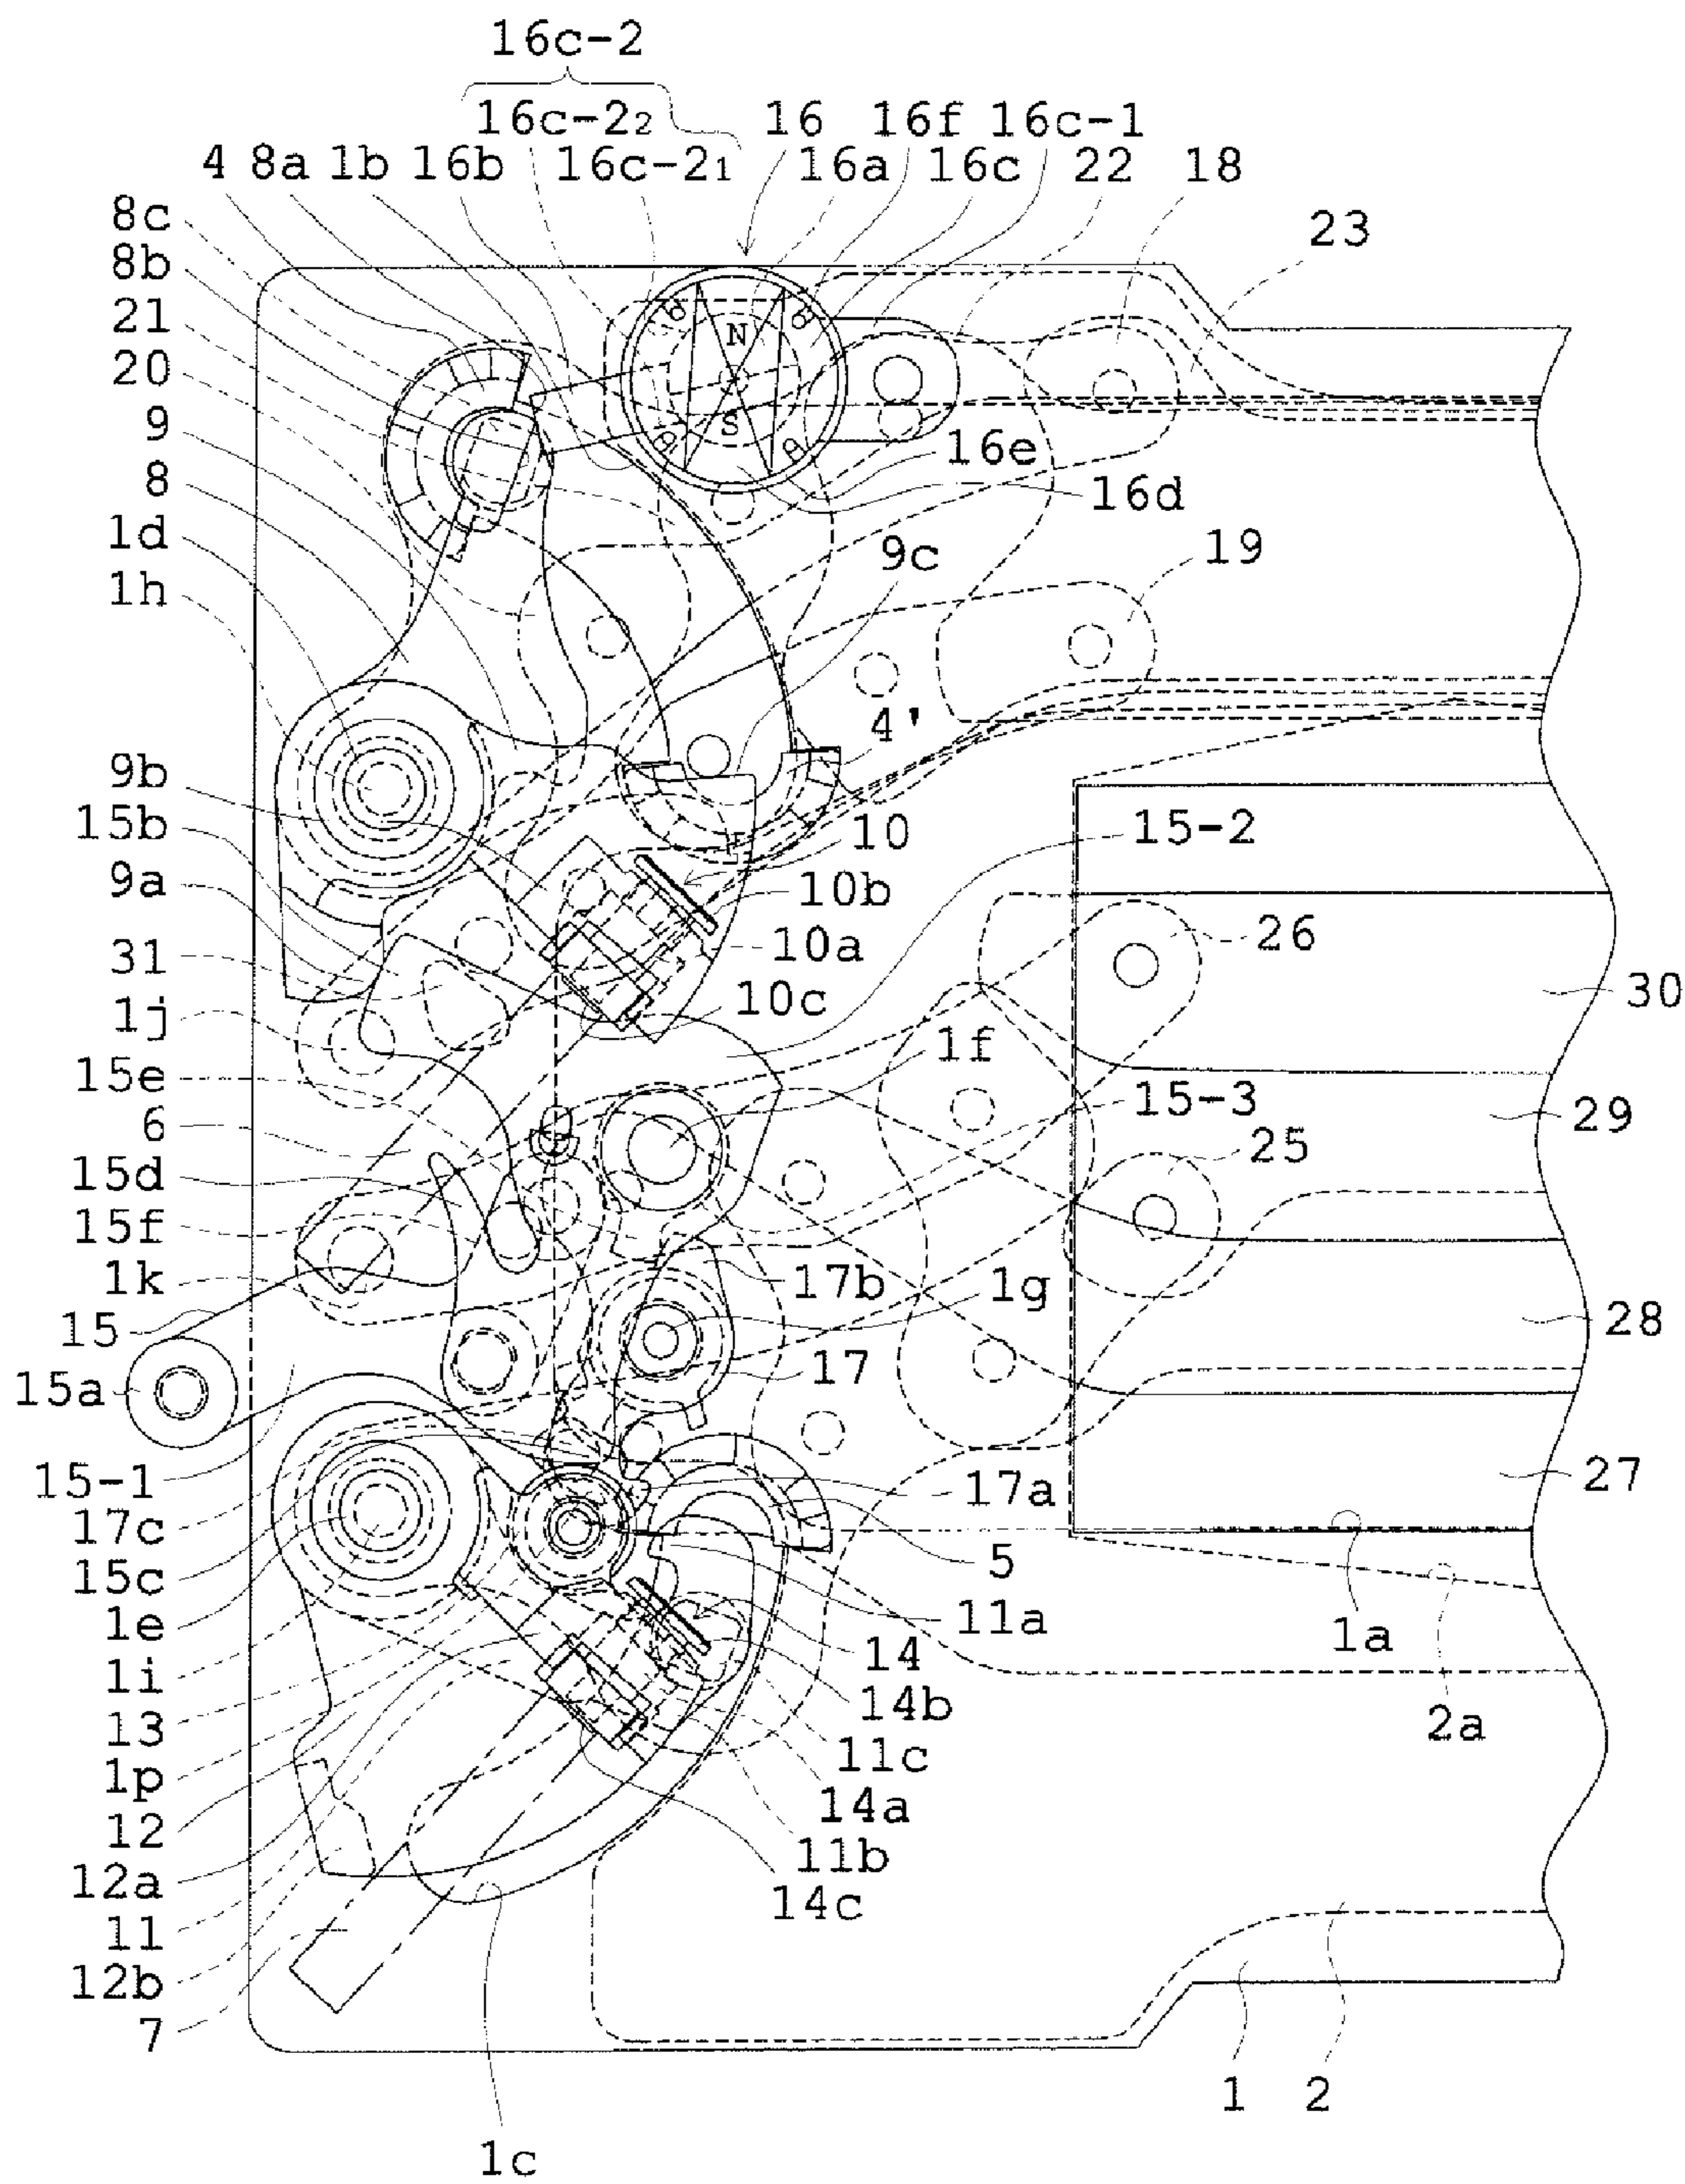 16c-2
16c-2₂ 16 16f 16c-1
4 8a 1b 16b 16c-2₁ 16a 16c 22 18
8c
23
8b
21
N
20
9
S
16e
8
16d
1d
9c
19
1h
4'
9b
15b
10
15-2
9a
10b
26
31
10a
30
1j
10c
1f
15e
15-3
6
29
15d
25
15f
17b
1k
1g
28
15
17
15a
15-1
27
17c
17a
15c
5
1e
11a
1a
1i
14
13
14b
2a
1p
11c
12
14a
12a
11b
11
14c
12b
7
1 2
1c